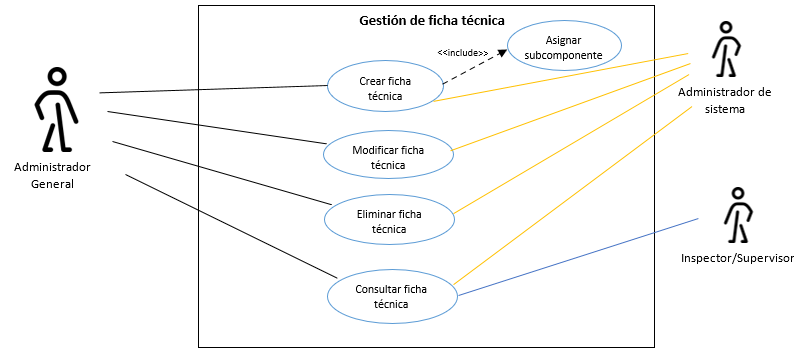 Gestión de ficha técnica
<<include>>
Asignar
subcomponente
Crear ficha
técnica
Administrador de
sistema
Modificar ficha
técnica
Administrador
General
Eliminar ficha
técnica
Inspector/Supervisor
Consultar ficha
técnica